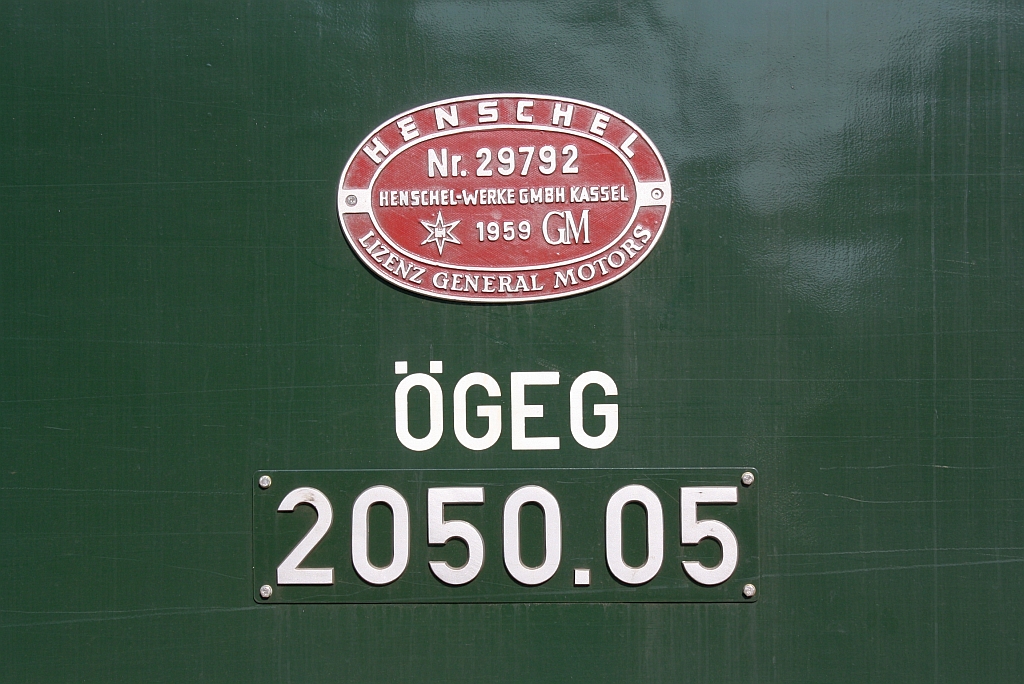 HENSCHEL
Nr. 29792
HENSCHEL-WERKE GMBH KASSEL
1959 GM
LIZENZ GENERAL MOTORS
ÖGEG
2050.05